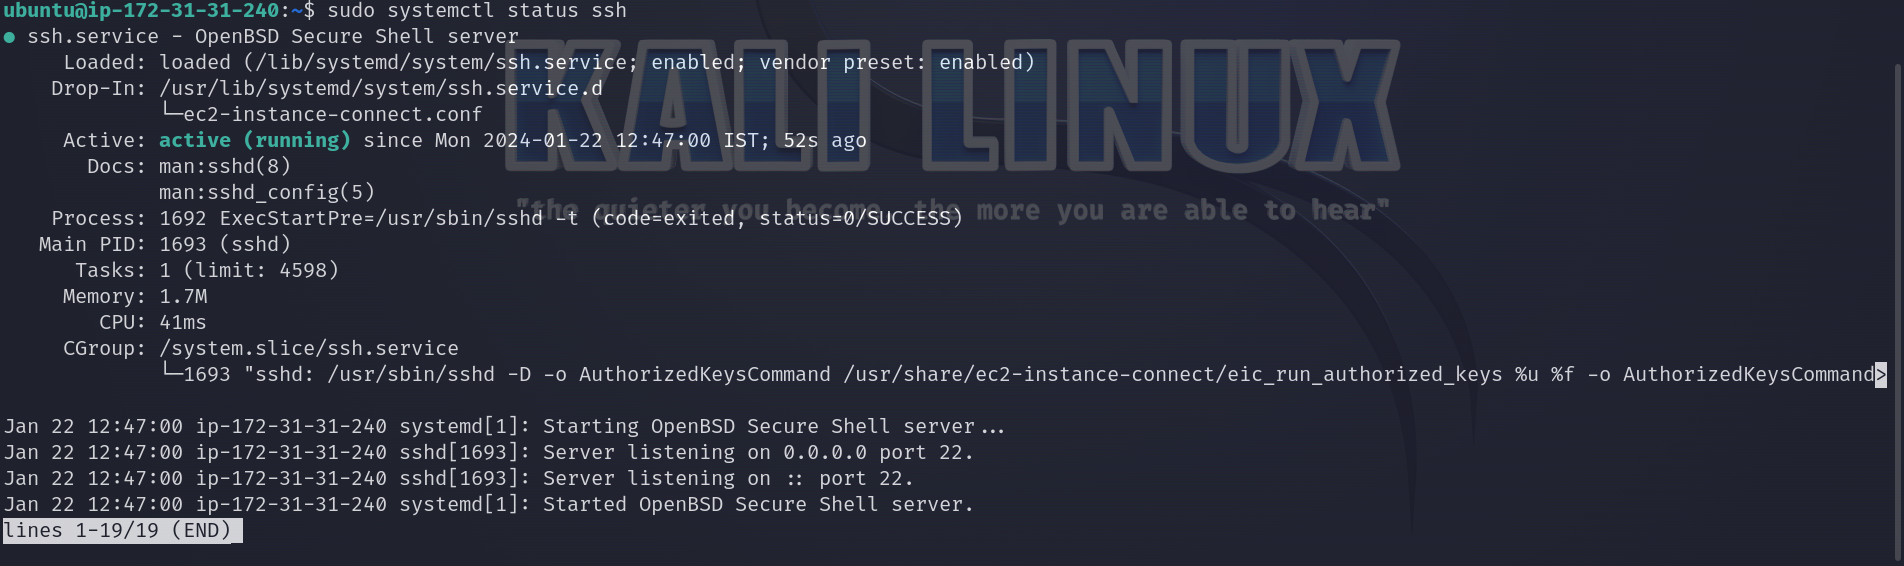 ubuntu@ip-172-31-31-240:~$ sudo systemctl status ssh
● ssh.service - OpenBSD Secure Shell server
Loaded: loaded (/lib/systemd/system/ssh.service; enabled; vendor preset: enabled)
Drop-In: /usr/lib/systemd/system/ssh.service.d
└─ec2-instance-connect.conf
Active: active (running) since Mon 2024-01-22 12:47:00 IST; 52s ago
Docs: man:sshd(8)
man:sshd_config(5)
Process: 1692 ExecStartPre=/usr/sbin/sshd -t (code=exited, status=0/SUCCESS)
Main PID: 1693 (sshd)
Tasks: 1 (limit: 4598)
Memory: 1.7M
CPU: 41ms
CGroup: /system.slice/ssh.service
└─1693 "sshd: /usr/sbin/sshd -D -o AuthorizedKeysCommand /usr/share/ec2-instance-connect/eic_run_authorized_keys %u %f -o AuthorizedKeysCommand>
Jan 22 12:47:00 ip-172-31-31-240 systemd[1]: Starting OpenBSD Secure Shell server...
Jan 22 12:47:00 ip-172-31-31-240 sshd[1693]: Server listening on 0.0.0.0 port 22.
Jan 22 12:47:00 ip-172-31-31-240 sshd[1693]: Server listening on :: port 22.
Jan 22 12:47:00 ip-172-31-31-240 systemd[1]: Started OpenBSD Secure Shell server.
lines 1-19/19 (END)
KALI LINUX
"the quieter you become, the more you are able to hear"